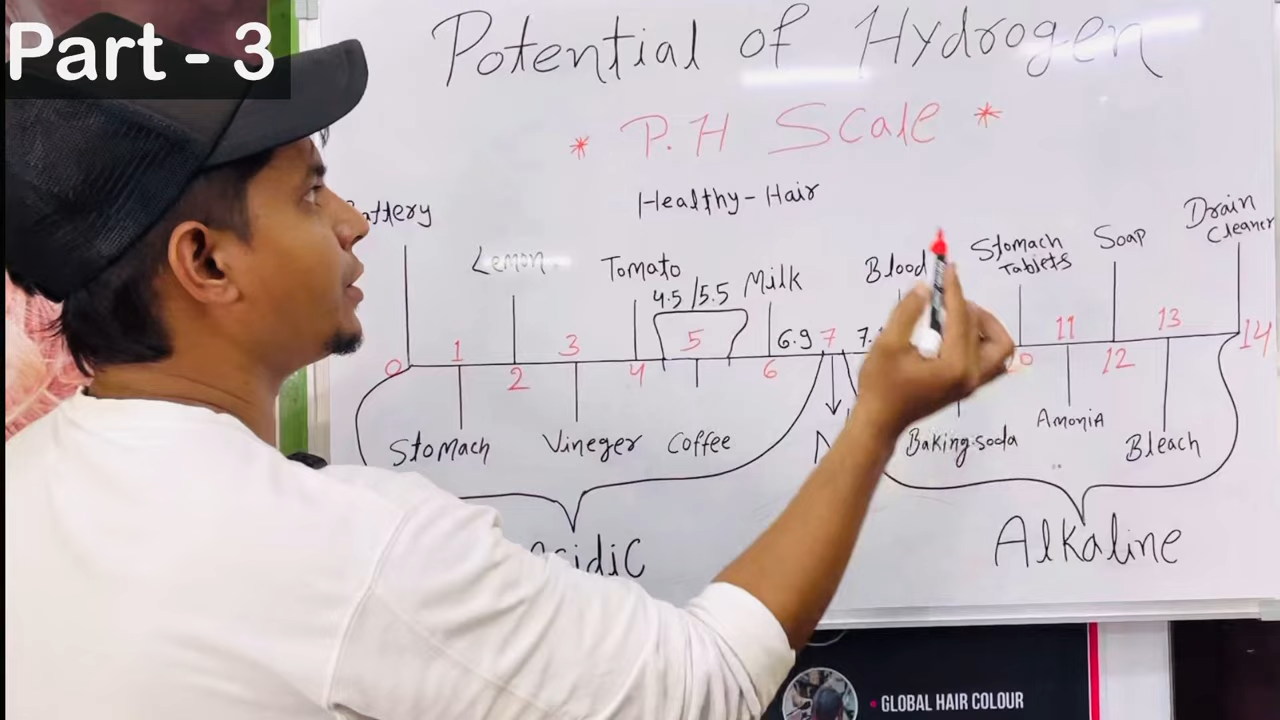 Part - 3
Potential of Hydrogen
* P.H Scale *
Healthy - Hair
Drain
Cleaner
Lemon
Tomato
Milk
Blood
Stomach
Tablets
Soap
4.5 / 5.5
0 1 2 3 4 5 6 6.9 7 11 12 13 14
Stomach Vineger Coffee Baking soda Amonia Bleach
Alkaline
• GLOBAL HAIR COLOUR